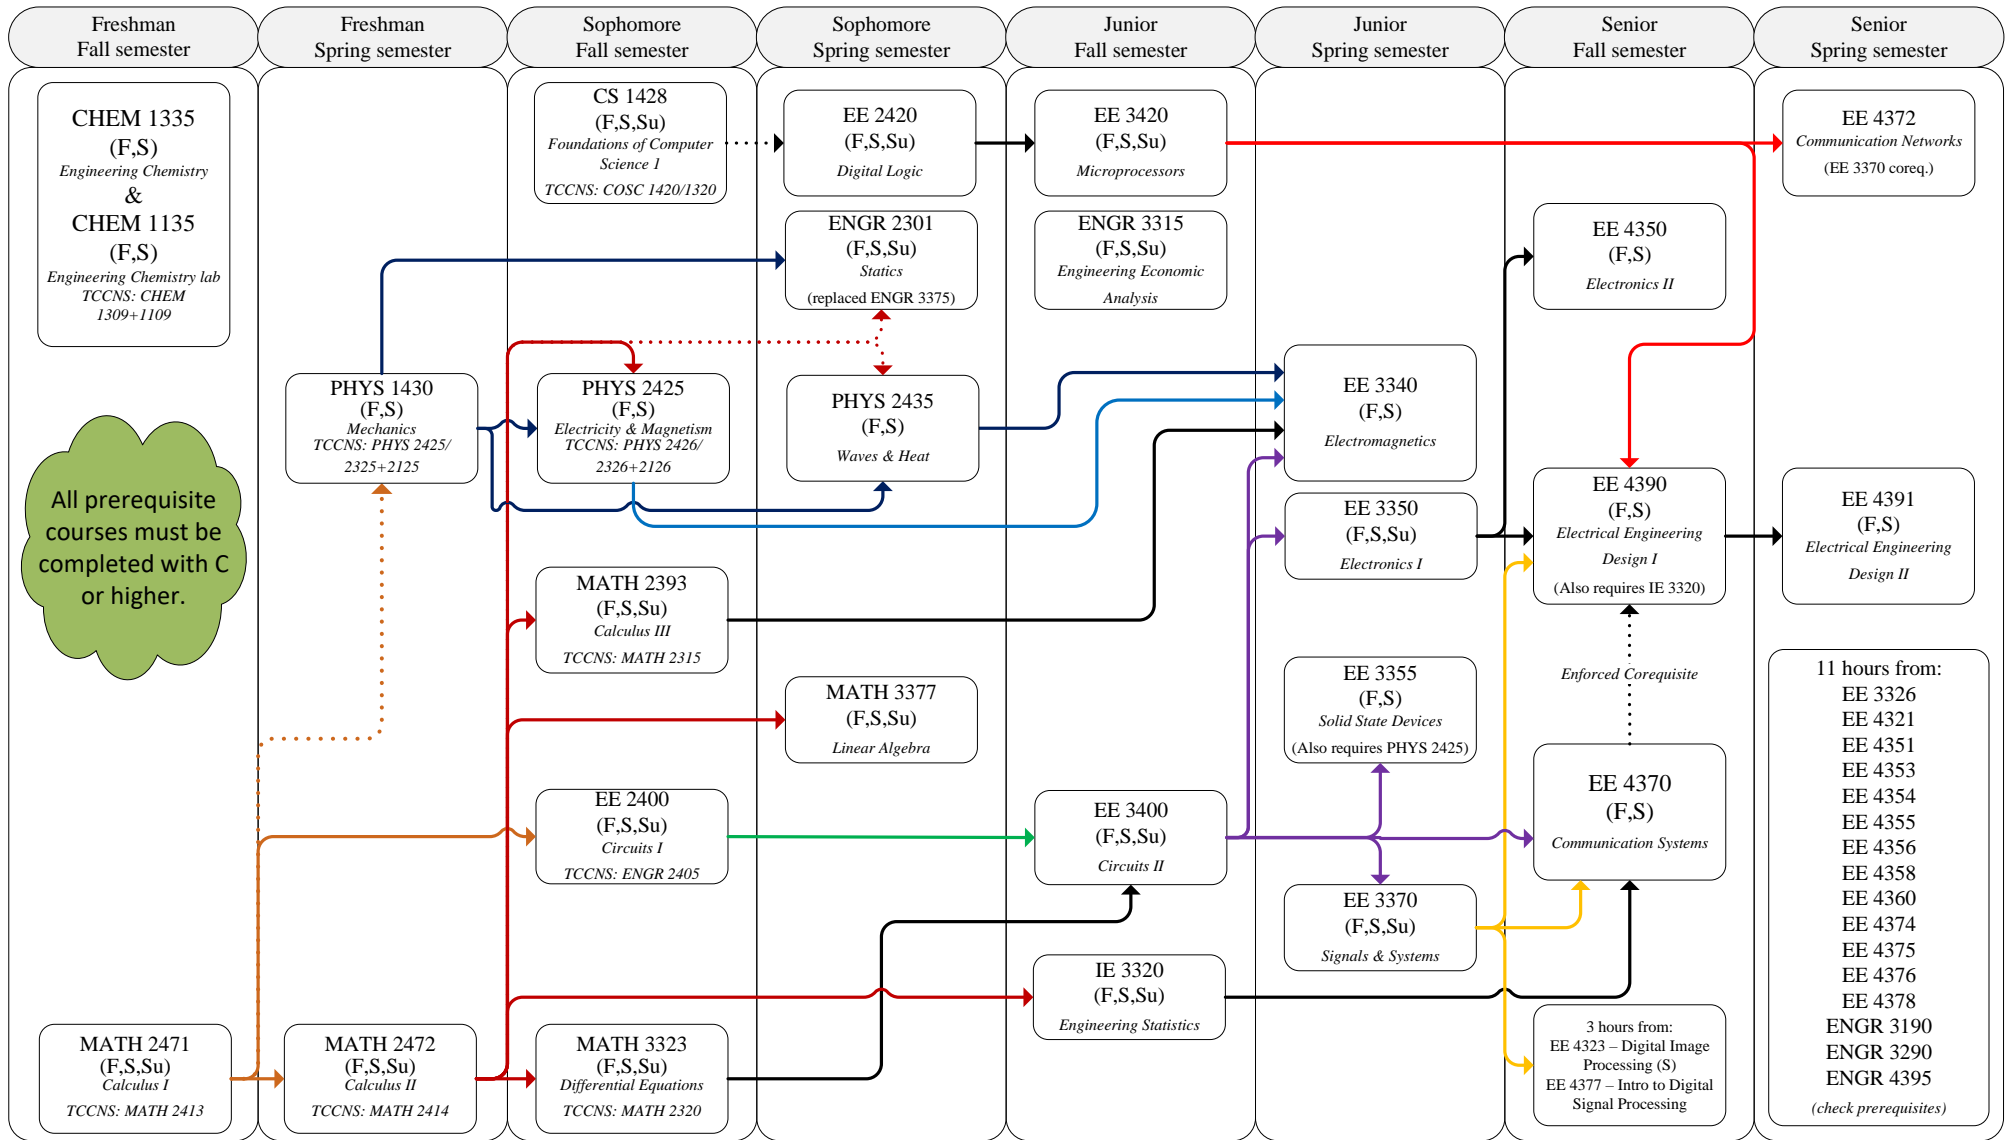 Freshman
Fall semester
Freshman
Spring semester
Sophomore
Fall semester
Sophomore
Spring semester
Junior
Fall semester
Junior
Spring semester
Senior
Fall semester
Senior
Spring semester
CHEM 1335
(F,S)
Engineering Chemistry
&
CHEM 1135
(F,S)
Engineering Chemistry lab
TCCNS: CHEM
1309+1109
All prerequisite
courses must be
completed with C
or higher.
MATH 2471
(F,S,Su)
Calculus I
TCCNS: MATH 2413
PHYS 1430
(F,S)
Mechanics
TCCNS: PHYS 2425/
2325+2125
MATH 2472
(F,S,Su)
Calculus II
TCCNS: MATH 2414
CS 1428
(F,S,Su)
Foundations of Computer
Science 1
TCCNS: COSC 1420/1320
PHYS 2425
(F,S)
Electricity & Magnetism
TCCNS: PHYS 2426/
2326+2126
MATH 2393
(F,S,Su)
Calculus III
TCCNS: MATH 2315
EE 2400
(F,S,Su)
Circuits I
TCCNS: ENGR 2405
MATH 3323
(F,S,Su)
Differential Equations
TCCNS: MATH 2320
EE 2420
(F,S,Su)
Digital Logic
ENGR 2301
(F,S,Su)
Statics
(replaced ENGR 3375)
PHYS 2435
(F,S)
Waves & Heat
MATH 3377
(F,S,Su)
Linear Algebra
EE 3420
(F,S,Su)
Microprocessors
ENGR 3315
(F,S,Su)
Engineering Economic
Analysis
EE 3400
(F,S,Su)
Circuits II
IE 3320
(F,S,Su)
Engineering Statistics
EE 3340
(F,S)
Electromagnetics
EE 3350
(F,S,Su)
Electronics I
EE 3355
(F,S)
Solid State Devices
(Also requires PHYS 2425)
EE 3370
(F,S,Su)
Signals & Systems
EE 4350
(F,S)
Electronics II
EE 4390
(F,S)
Electrical Engineering
Design I
(Also requires IE 3320)
Enforced Corequisite
EE 4370
(F,S)
Communication Systems
3 hours from:
EE 4323 – Digital Image
Processing (S)
EE 4377 – Intro to Digital
Signal Processing
EE 4372
Communication Networks
(EE 3370 coreq.)
EE 4391
(F,S)
Electrical Engineering
Design II
11 hours from:
EE 3326
EE 4321
EE 4351
EE 4353
EE 4354
EE 4355
EE 4356
EE 4358
EE 4360
EE 4374
EE 4375
EE 4376
EE 4378
ENGR 3190
ENGR 3290
ENGR 4395
(check prerequisites)